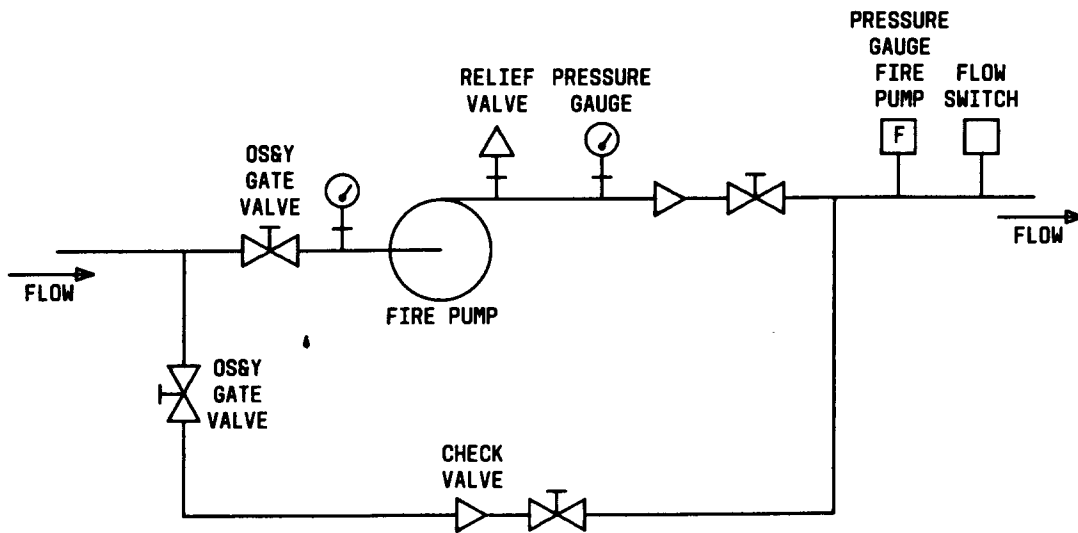 PRESSURE
GAUGE
FIRE
PUMP
FLOW
SWITCH
F
RELIEF
VALVE
PRESSURE
GAUGE
OS&Y
GATE
VALVE
FLOW
FLOW
FIRE PUMP
OS&Y
GATE
VALVE
CHECK
VALVE